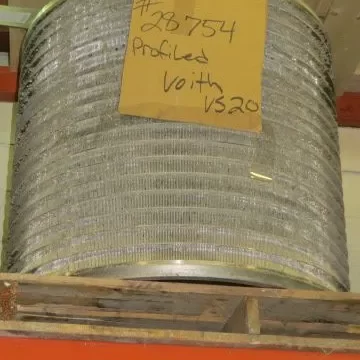 # 28754
Profiled
Voith
VS20